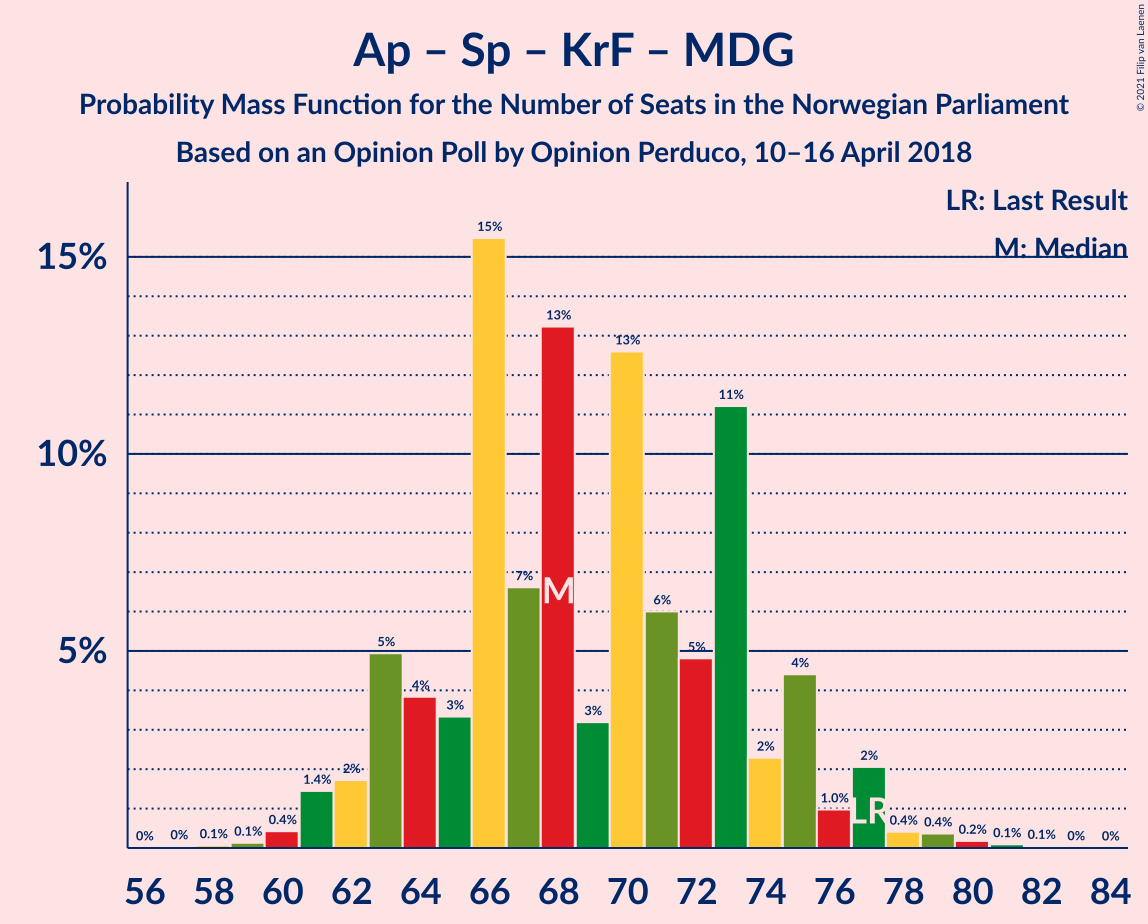 Ap – Sp – KrF – MDG
Probability Mass Function for the Number of Seats in the Norwegian Parliament
Based on an Opinion Poll by Opinion Perduco, 10–16 April 2018
© 2021 Filip van Laenen
LR: Last Result
M: Median
15%
10%
5%
0% 0% 0.1% 0.1% 0.4% 1.4% 2% 5% 4% 3% 15% 7% 13% 3% 13% 6% 5% 11% 2% 4% 1.0% 2% 0.4% 0.4% 0.2% 0.1% 0.1% 0% 0%
M
LR
56 58 60 62 64 66 68 70 72 74 76 78 80 82 84